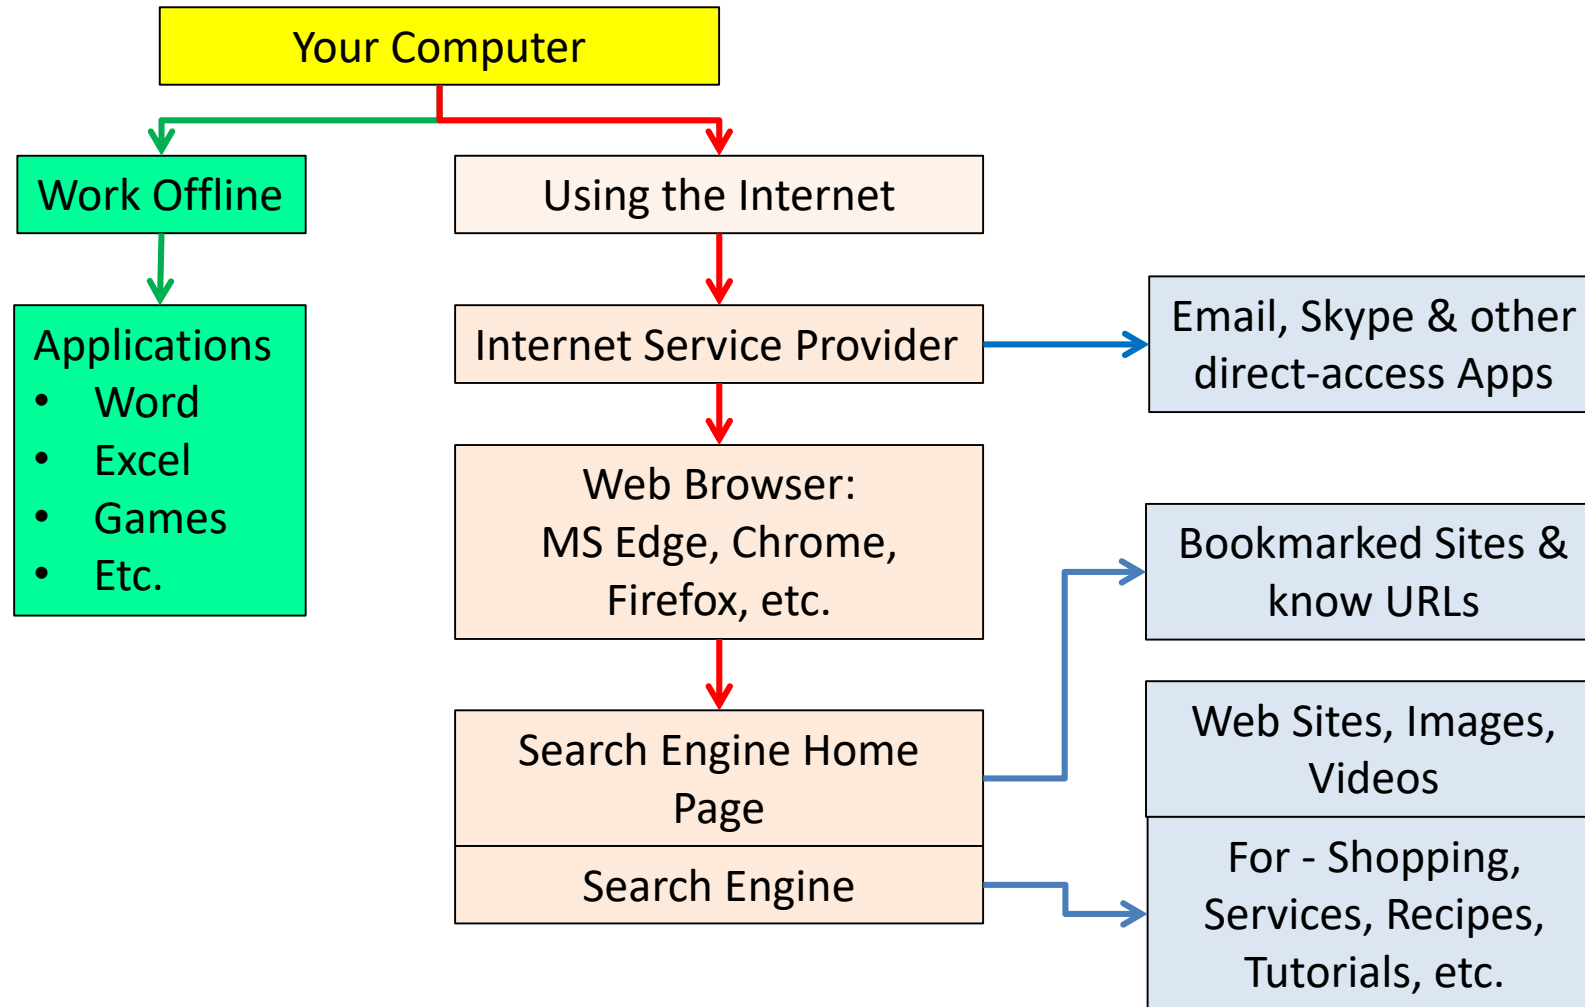 Your Computer
Work Offline
Using the Internet
Applications
• Word
• Excel
• Games
• Etc.
Internet Service Provider
Email, Skype & other
direct-access Apps
Web Browser:
MS Edge, Chrome,
Firefox, etc.
Bookmarked Sites &
know URLs
Search Engine Home
Page
Web Sites, Images,
Videos
Search Engine
For - Shopping,
Services, Recipes,
Tutorials, etc.